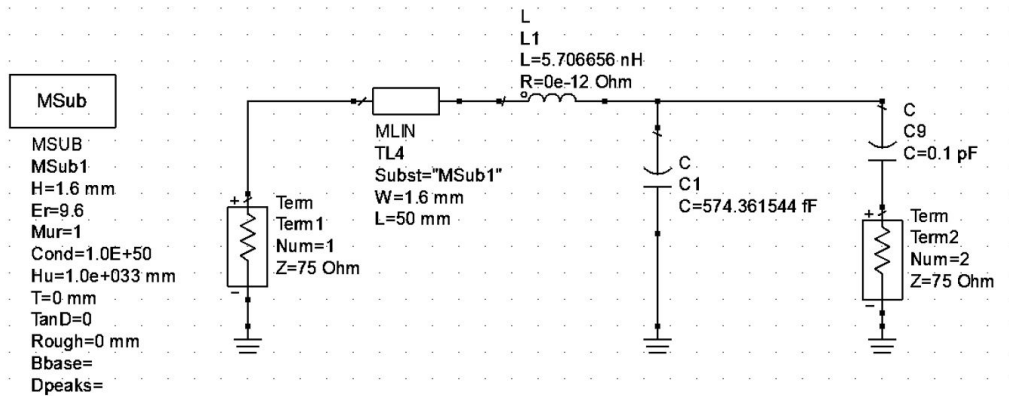 MSub
MSUB
MSub1
H=1.6 mm
Er=9.6
Mur=1
Cond=1.0E+50
Hu=1.0e+033 mm
T=0 mm
TanD=0
Rough=0 mm
Bbase=
Dpeaks=
+
Term
Term1
Num=1
Z=75 Ohm
-
MLIN
TL4
Subst="MSub1"
W=1.6 mm
L=50 mm
L
L1
L=5.706656 nH
R=0e-12 Ohm
C
C1
C=574.361544 fF
C
C9
C=0.1 pF
+
Term
Term2
Num=2
Z=75 Ohm
-